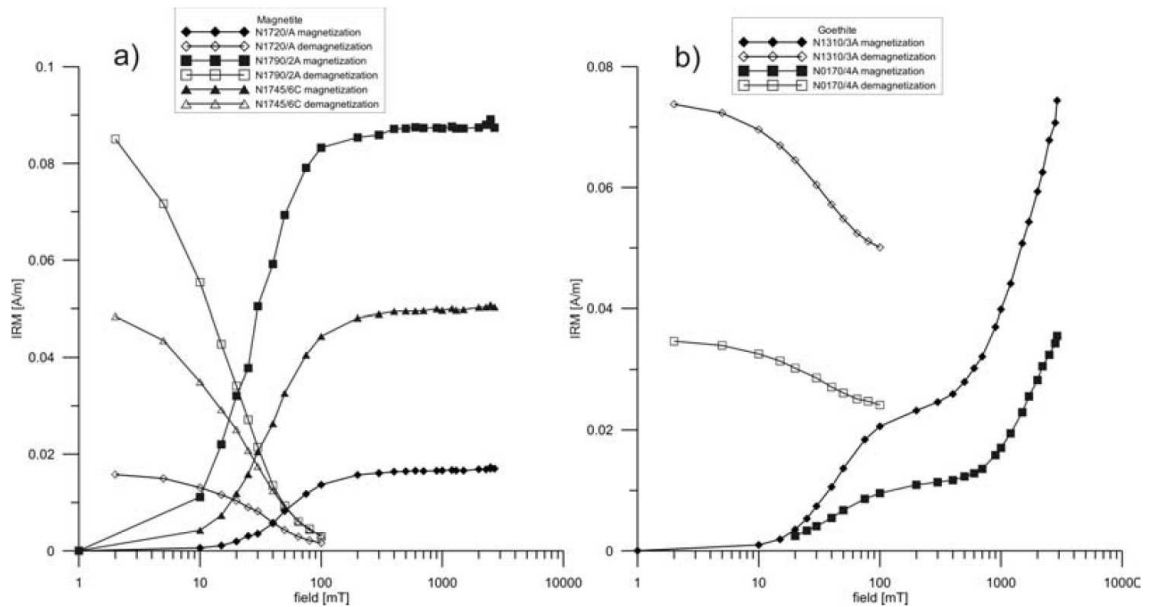 a)
Magnetite
N1720/A magnetization
N1720/A demagnetization
N1790/2A magnetization
N1790/2A demagnetization
N1745/6C magnetization
N1745/6C demagnetization
0.1
0.08
0.06
0.04
0.02
0
IRM [A/m]
1
10
100
1000
10000
field [mT]
b)
Goethite
N1310/3A magnetization
N1310/3A demagnetization
N0170/4A magnetization
N0170/4A demagnetization
0.08
0.06
0.04
0.02
0
IRM [A/m]
1
10
100
1000
1000
field [mT]